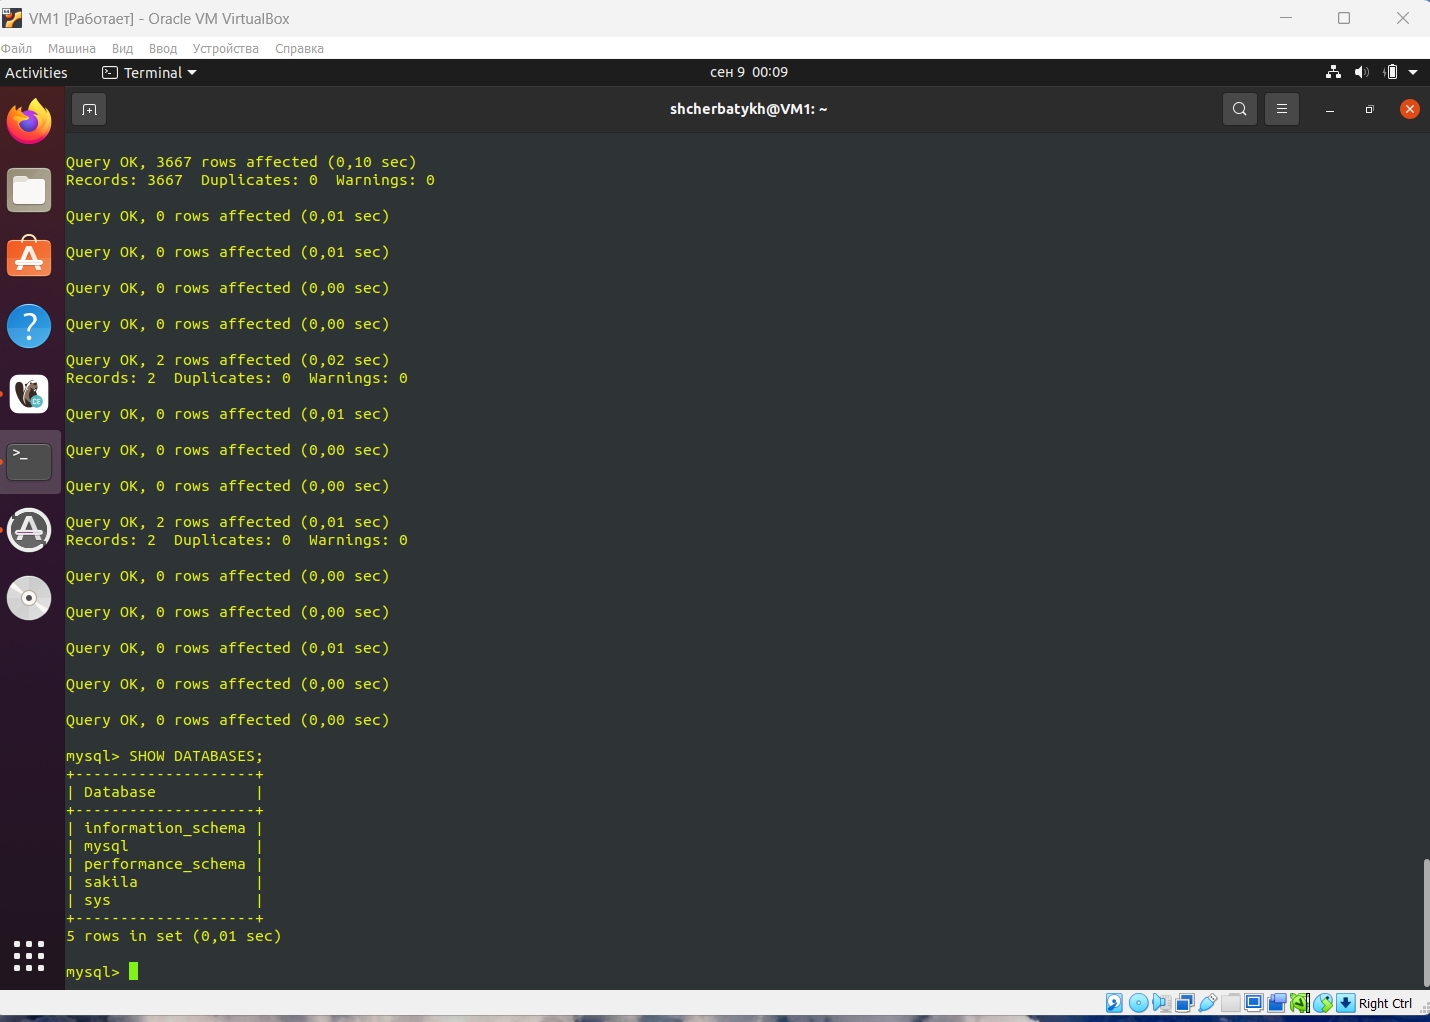 VM1 [Работает] - Oracle VM VirtualBox
Файл Машина Вид Ввод Устройства Справка
Activities Terminal сен 9 00:09
shcherbatykh@VM1: ~
Query OK, 3667 rows affected (0,10 sec)
Records: 3667  Duplicates: 0  Warnings: 0
Query OK, 0 rows affected (0,01 sec)
Query OK, 0 rows affected (0,01 sec)
Query OK, 0 rows affected (0,00 sec)
Query OK, 0 rows affected (0,00 sec)
Query OK, 2 rows affected (0,02 sec)
Records: 2  Duplicates: 0  Warnings: 0
Query OK, 0 rows affected (0,01 sec)
Query OK, 0 rows affected (0,00 sec)
Query OK, 0 rows affected (0,00 sec)
Query OK, 2 rows affected (0,01 sec)
Records: 2  Duplicates: 0  Warnings: 0
Query OK, 0 rows affected (0,00 sec)
Query OK, 0 rows affected (0,00 sec)
Query OK, 0 rows affected (0,01 sec)
Query OK, 0 rows affected (0,00 sec)
Query OK, 0 rows affected (0,00 sec)
mysql> SHOW DATABASES;
+--------------------+
| Database           |
+--------------------+
| information_schema |
| mysql              |
| performance_schema |
| sakila             |
| sys                |
+--------------------+
5 rows in set (0,01 sec)
mysql>
Right Ctrl